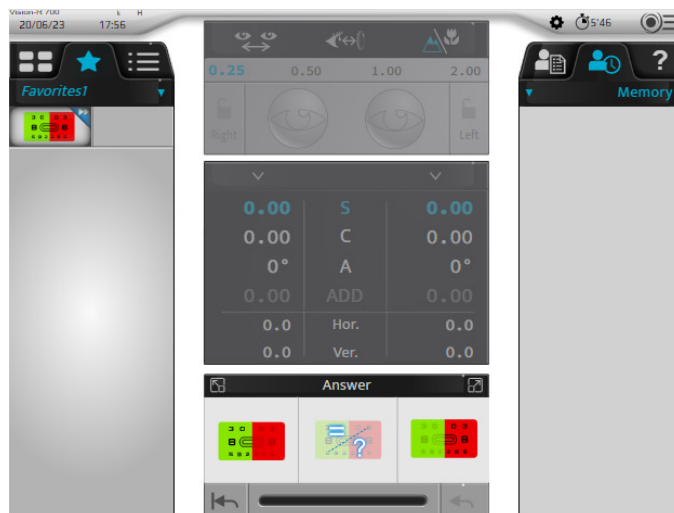 Vision-R 700
20/06/23 17:56
5'46
?
Favorites1
Memory
0.25 0.50 1.00 2.00
Right Left
0.00 S 0.00
0.00 C 0.00
0° A 0°
0.00 ADD 0.00
0.0 Hor. 0.0
0.0 Ver. 0.0
Answer
?